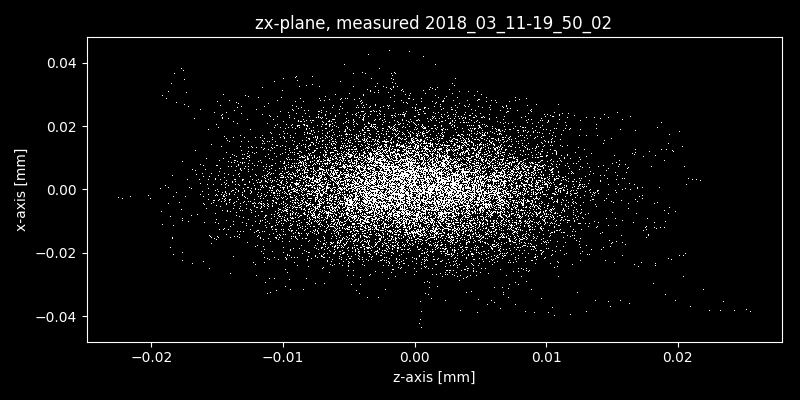 zx-plane, measured 2018_03_11-19_50_02
0.04
0.02
0.00
−0.02
−0.04
x-axis [mm]
−0.02 −0.01 0.00 0.01 0.02
z-axis [mm]